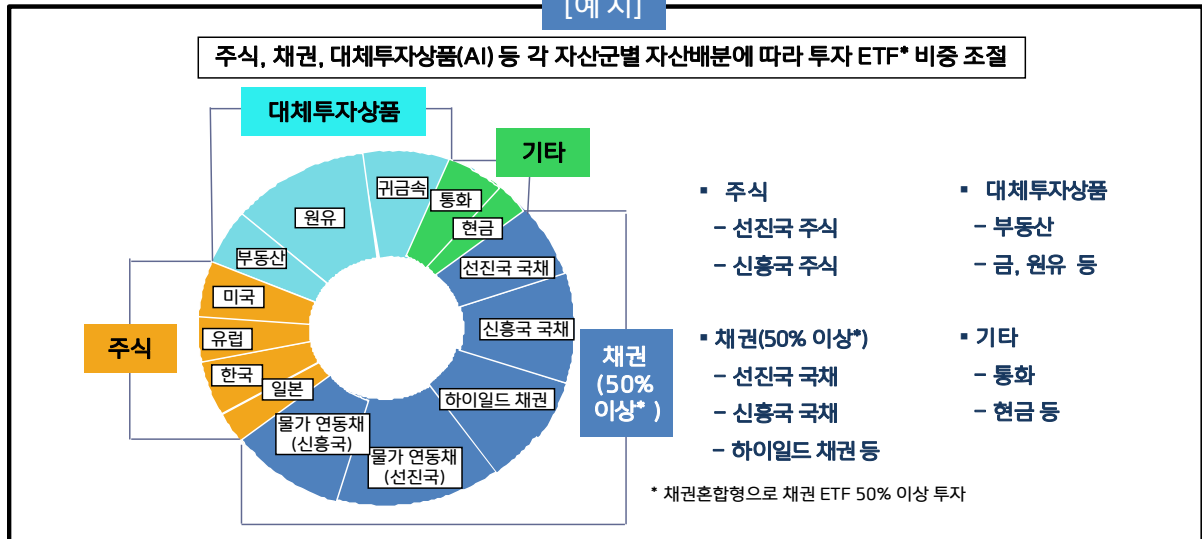 [예 시]
주식, 채권, 대체투자상품(AI) 등 각 자산군별 자산배분에 따라 투자 ETF* 비중 조절
대체투자상품
기타
귀금속
통화
원유
현금
부동산
선진국 국채
미국
신흥국 국채
유럽
주식
한국
일본
하이일드 채권
채권
(50%
이상* )
물가 연동채
(신흥국)
물가 연동채
(선진국)
▪ 주식
– 선진국 주식
– 신흥국 주식
▪ 대체투자상품
– 부동산
– 금, 원유 등
▪ 채권(50% 이상*)
– 선진국 국채
– 신흥국 국채
– 하이일드 채권 등
▪ 기타
– 통화
– 현금 등
* 채권혼합형으로 채권 ETF 50% 이상 투자